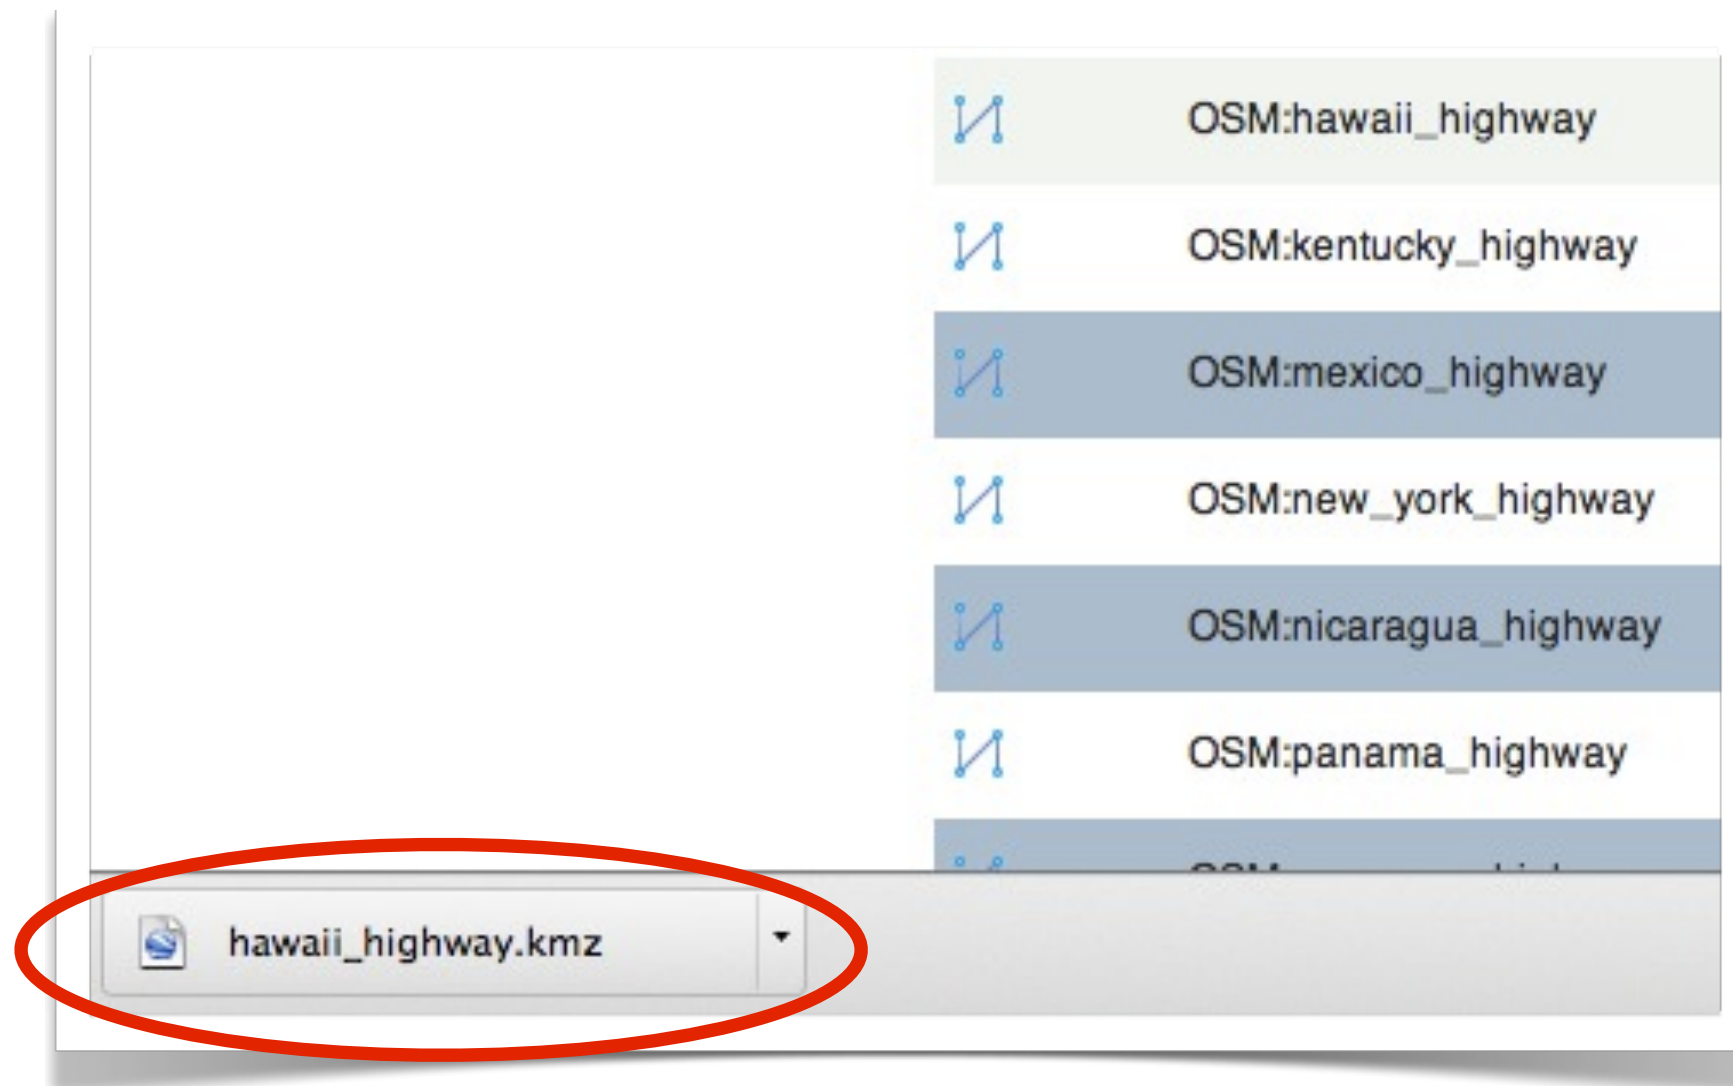 OSM:hawaii_highway
OSM:kentucky_highway
OSM:mexico_highway
OSM:new_york_highway
OSM:nicaragua_highway
OSM:panama_highway
hawaii_highway.kmz